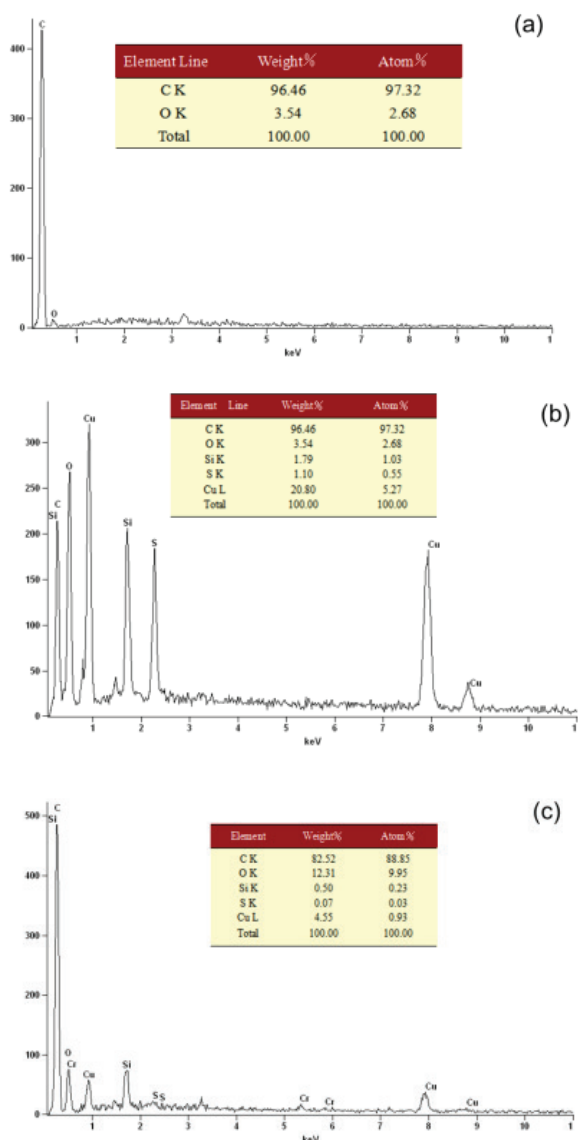 (a)
C
400
300
200
100
0
O
Element Line Weight% Atom%
C K 96.46 97.32
O K 3.54 2.68
Total 100.00 100.00
1 2 3 4 5 6 7 8 9 10 1
keV
(b)
Cu
O
C
Si
Si
S
Cu
Cu
300
250
200
150
100
50
0
Element Line Weight% Atom%
C K 96.46 97.32
O K 3.54 2.68
Si K 1.79 1.03
S K 1.10 0.55
Cu L 20.80 5.27
Total 100.00 100.00
1 2 3 4 5 6 7 8 9 10 1
keV
(c)
C
Si
500
400
300
200
100
0
O
Cr
Cu
Si
S S
Cr Cr
Cu
Cu
Element Weight% Atom%
C K 82.52 88.85
O K 12.31 9.95
Si K 0.50 0.23
S K 0.07 0.03
Cu L 4.55 0.93
Total 100.00 100.00
1 2 3 4 5 6 7 8 9 10 1
keV